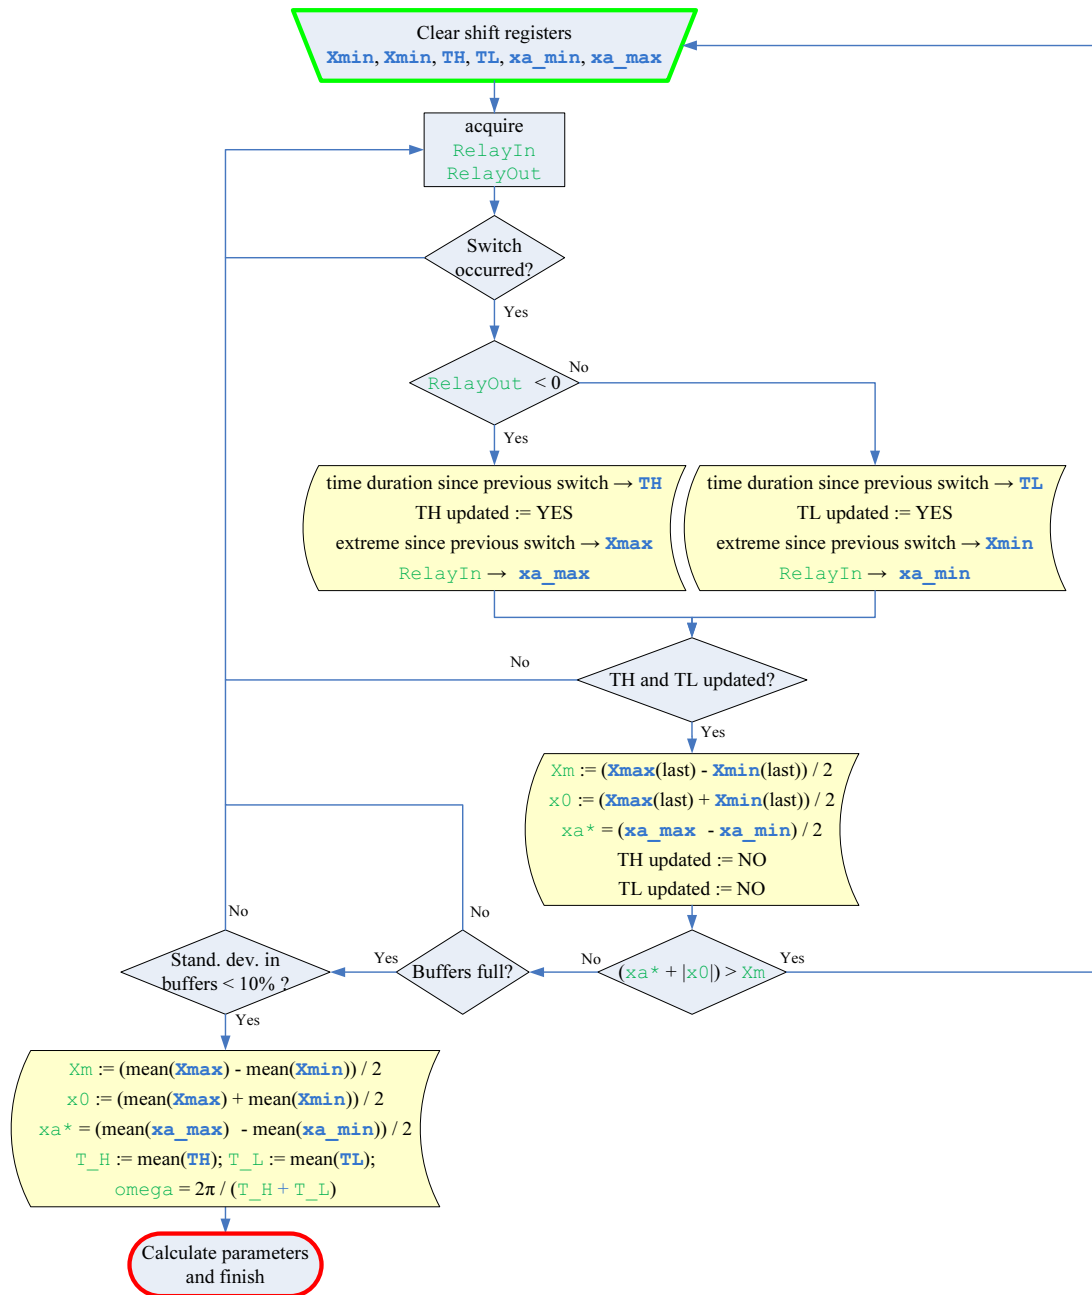 Clear shift registers
Xmin, Xmin, TH, TL, xa_min, xa_max
acquire
RelayIn
RelayOut
Switch
occurred?
Yes
RelayOut < 0
No
Yes
time duration since previous switch → TH
TH updated := YES
extreme since previous switch → Xmax
RelayIn → xa_max
time duration since previous switch → TL
TL updated := YES
extreme since previous switch → Xmin
RelayIn → xa_min
No
TH and TL updated?
Yes
Xm := (Xmax(last) - Xmin(last)) / 2
x0 := (Xmax(last) + Xmin(last)) / 2
xa* = (xa_max - xa_min) / 2
TH updated := NO
TL updated := NO
No
No
Stand. dev. in
buffers < 10% ?
Yes
Buffers full?
No
(xa* + |x0|) > Xm
Yes
Yes
Xm := (mean(Xmax) - mean(Xmin)) / 2
x0 := (mean(Xmax) + mean(Xmin)) / 2
xa* = (mean(xa_max) - mean(xa_min)) / 2
T_H := mean(TH); T_L := mean(TL);
omega = 2π / (T_H + T_L)
Calculate parameters
and finish